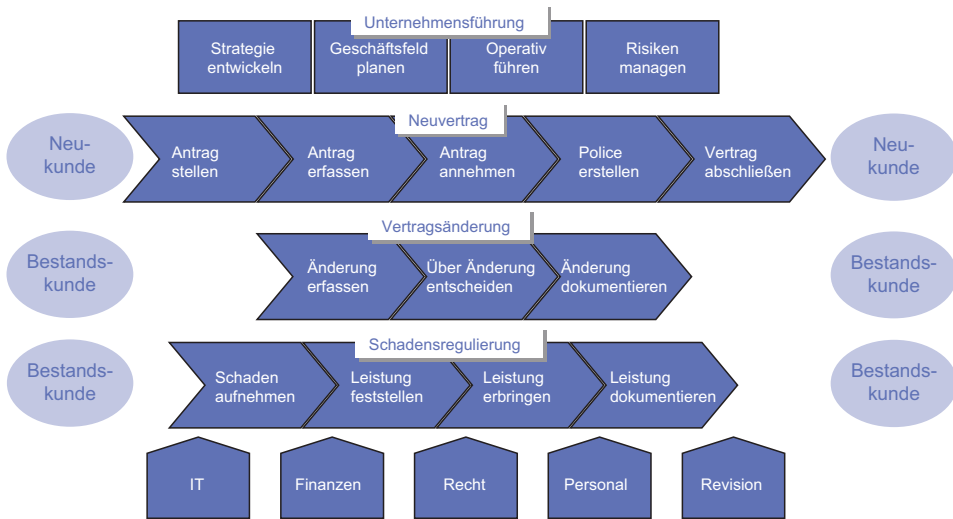 Unternehmensführung
Strategie
entwickeln
Geschäftsfeld
planen
Operativ
führen
Risiken
managen
Neuvertrag
Neu-
kunde
Antrag
stellen
Antrag
erfassen
Antrag
annehmen
Police
erstellen
Vertrag
abschließen
Neu-
kunde
Vertragsänderung
Bestands-
kunde
Änderung
erfassen
Über Änderung
entscheiden
Änderung
dokumentieren
Bestands-
kunde
Schadensregulierung
Bestands-
kunde
Schaden
aufnehmen
Leistung
feststellen
Leistung
erbringen
Leistung
dokumentieren
Bestands-
kunde
IT
Finanzen
Recht
Personal
Revision